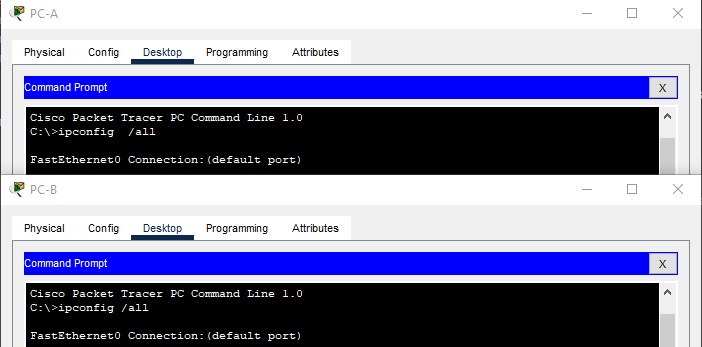 PC-A
Physical Config Desktop Programming Attributes
Command Prompt X
Cisco Packet Tracer PC Command Line 1.0
C:\>ipconfig  /all
FastEthernet0 Connection:(default port)
PC-B
Physical Config Desktop Programming Attributes
Command Prompt X
Cisco Packet Tracer PC Command Line 1.0
C:\>ipconfig /all
FastEthernet0 Connection:(default port)